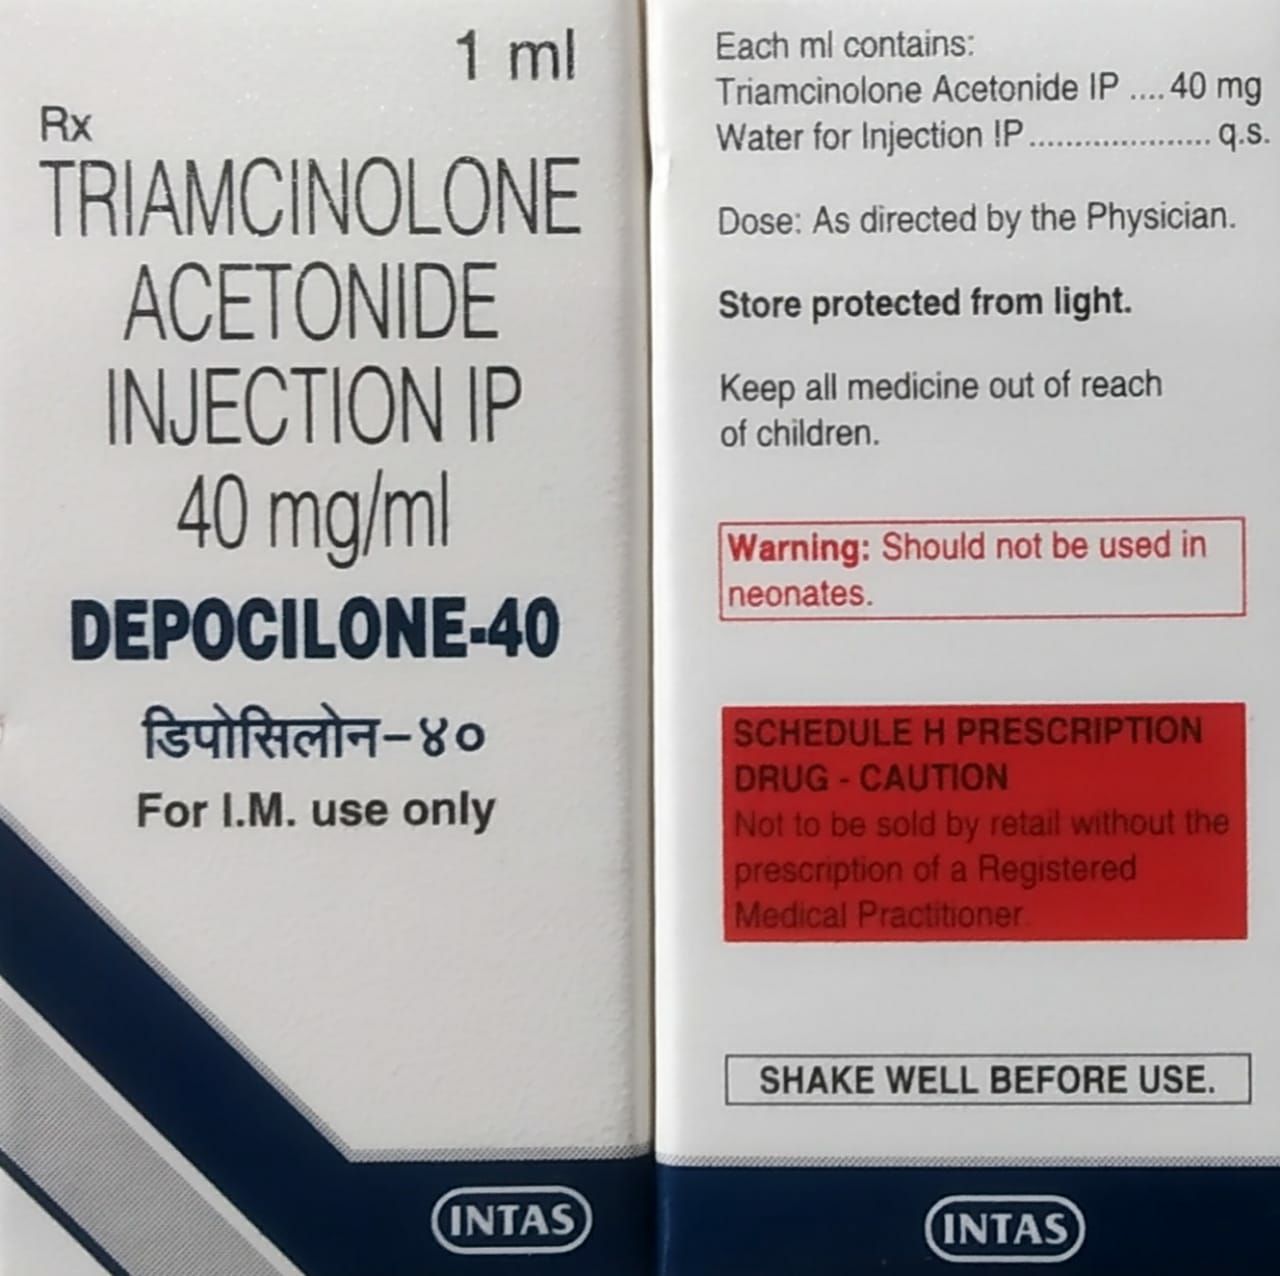 1 ml
Rx
TRIAMCINOLONE
ACETONIDE
INJECTION IP
40 mg/ml
DEPOCILONE-40
डिपोसिलोन-४०
For I.M. use only
INTAS
Each ml contains:
Triamcinolone Acetonide IP .... 40 mg
Water for Injection IP.................... q.s.
Dose: As directed by the Physician.
Store protected from light.
Keep all medicine out of reach
of children.
Warning: Should not be used in
neonates.
SCHEDULE H PRESCRIPTION
DRUG - CAUTION
Not to be sold by retail without the
prescription of a Registered
Medical Practitioner.
SHAKE WELL BEFORE USE.
INTAS